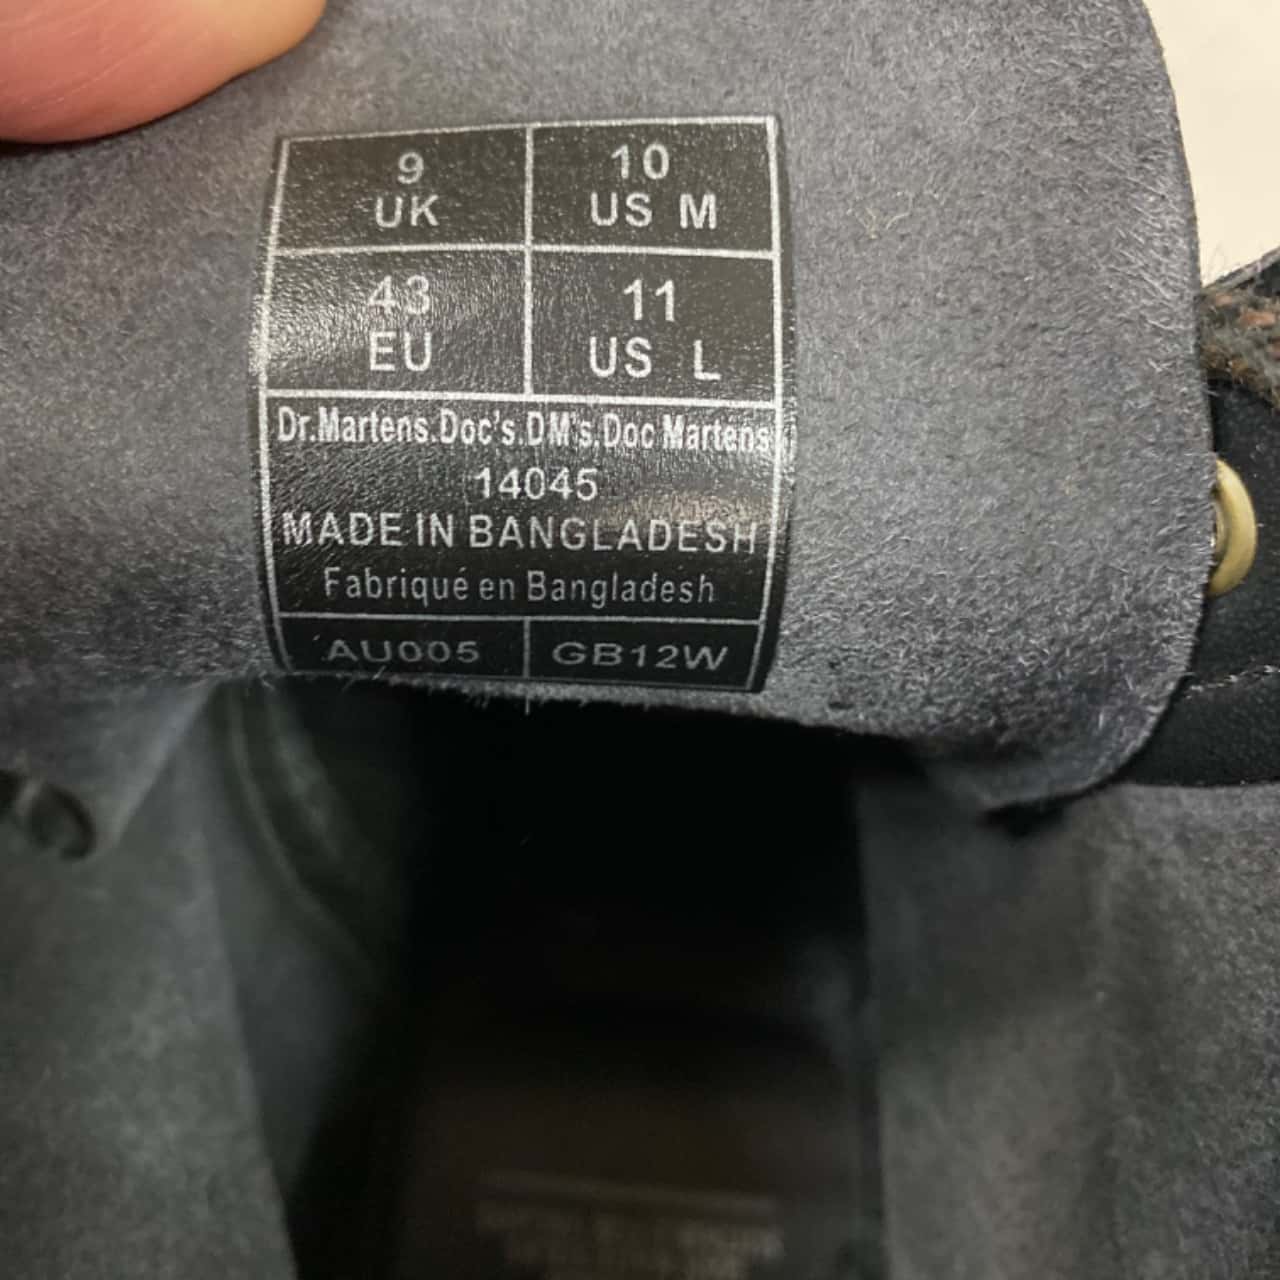 9
UK
10
US M
43
EU
11
US L
Dr.Martens.Doc's.DM's.Doc Martens
14045
MADE IN BANGLADESH
Fabriqué en Bangladesh
AU005
GB12W